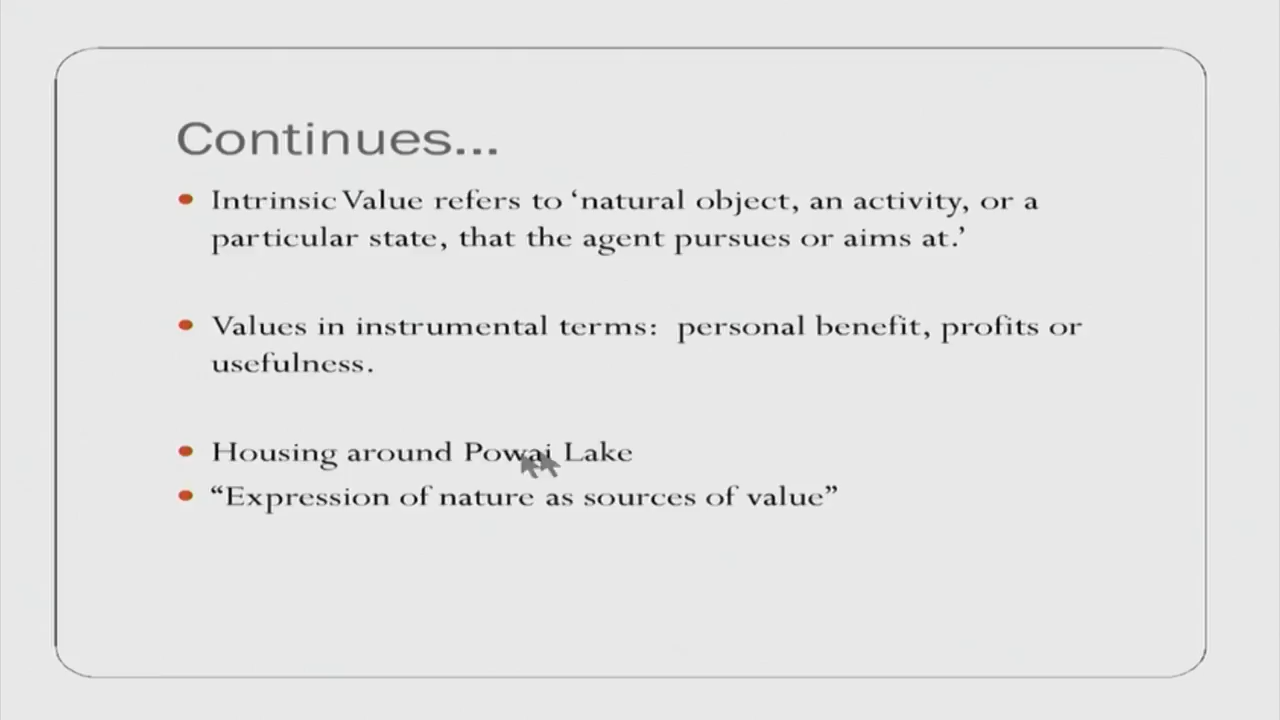 Continues...
Intrinsic Value refers to ‘natural object, an activity, or a
particular state, that the agent pursues or aims at.’
Values in instrumental terms: personal benefit, profits or
usefulness.
Housing around Powai Lake
“Expression of nature as sources of value”